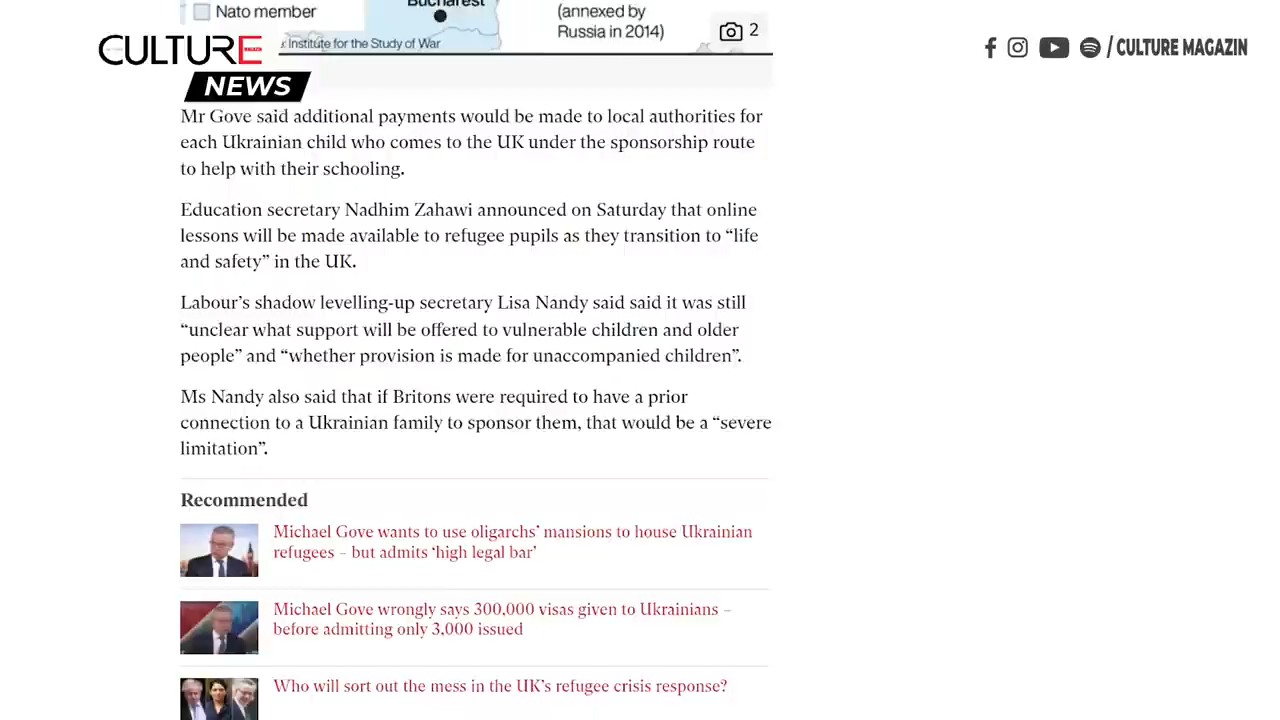 Nato member
Bucharest
(annexed by
Russia in 2014)
2
CULTURE
: Institute for the Study of War
/ CULTURE MAGAZIN
NEWS
Mr Gove said additional payments would be made to local authorities for
each Ukrainian child who comes to the UK under the sponsorship route
to help with their schooling.
Education secretary Nadhim Zahawi announced on Saturday that online
lessons will be made available to refugee pupils as they transition to “life
and safety” in the UK.
Labour’s shadow levelling-up secretary Lisa Nandy said said it was still
“unclear what support will be offered to vulnerable children and older
people” and “whether provision is made for unaccompanied children”.
Ms Nandy also said that if Britons were required to have a prior
connection to a Ukrainian family to sponsor them, that would be a “severe
limitation”.
Recommended
Michael Gove wants to use oligarchs’ mansions to house Ukrainian
refugees – but admits ‘high legal bar’
Michael Gove wrongly says 300,000 visas given to Ukrainians –
before admitting only 3,000 issued
Who will sort out the mess in the UK’s refugee crisis response?